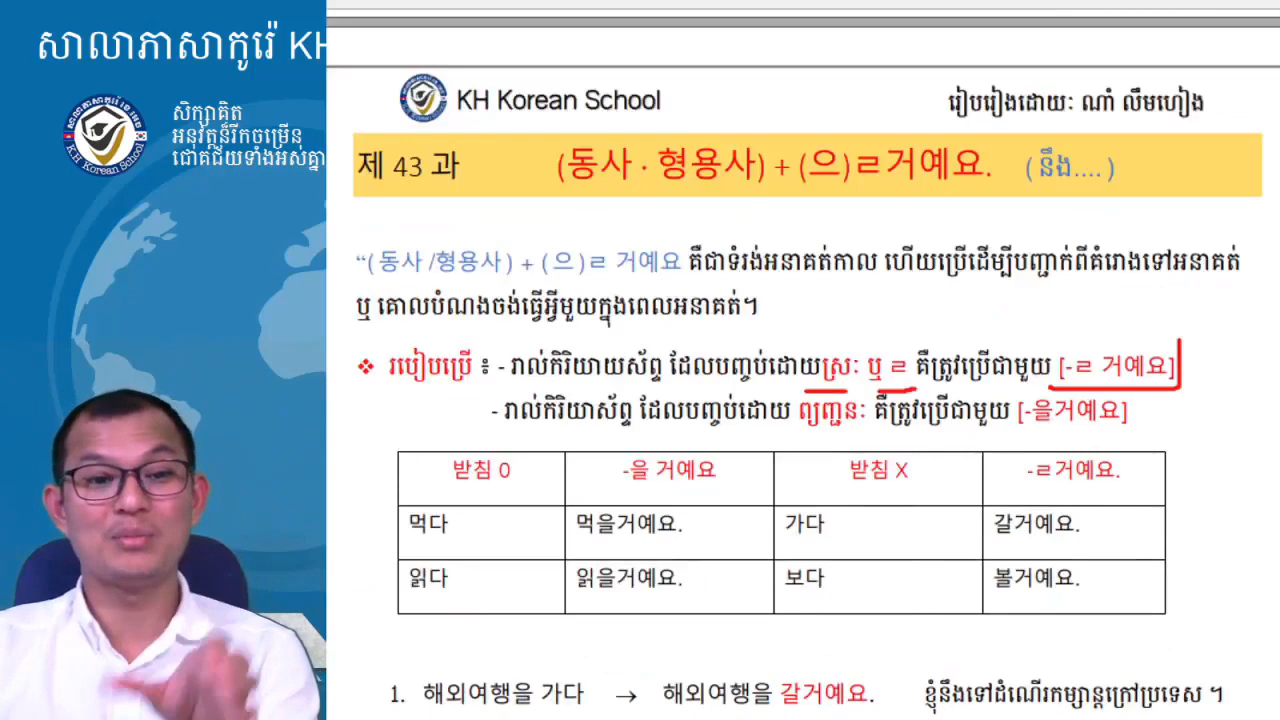 សាលាភាសាកូរ៉េ KH
សិក្សាគិត
អនវត្តន៏រីកចម្រើន
ជោគជ័យទាំងអស់គ្នា
KH Korean School
រៀបរៀងដោយៈ ណាំ លឹមហៀង
제 43 과 (동사 · 형용사) + (으)ㄹ거예요. (នឹង....)
“(동사 /형용사) + (으)ㄹ 거예요 គឺជាទំរង់អនាគត់កាល ហើយប្រើដើម្បីបញ្ជាក់ពីគំរោងទៅអនាគត់
ឬ គោលបំណងចង់ធ្វើអ្វីមួយក្នុងពេលអនាគត់។
❖ របៀបប្រើ ៖ - រាល់កិរិយាយស័ព្ទ ដែលបញ្ចប់ដោយស្រៈ ឬ ㄹ គឺត្រូវប្រើជាមួយ [-ㄹ 거예요]
- រាល់កិរិយាស័ព្ទ ដែលបញ្ចប់ដោយ ព្យញ្ជនៈ គឺត្រូវប្រើជាមួយ [-을거예요]
받침 0 -을 거예요 받침 X -ㄹ거예요.
먹다 먹을거예요. 가다 갈거예요.
읽다 읽을거예요. 보다 볼거예요.
1. 해외여행을 가다 → 해외여행을 갈거예요. ខ្ញុំនឹងទៅដំណើរកម្សាន្តក្រៅប្រទេស ។